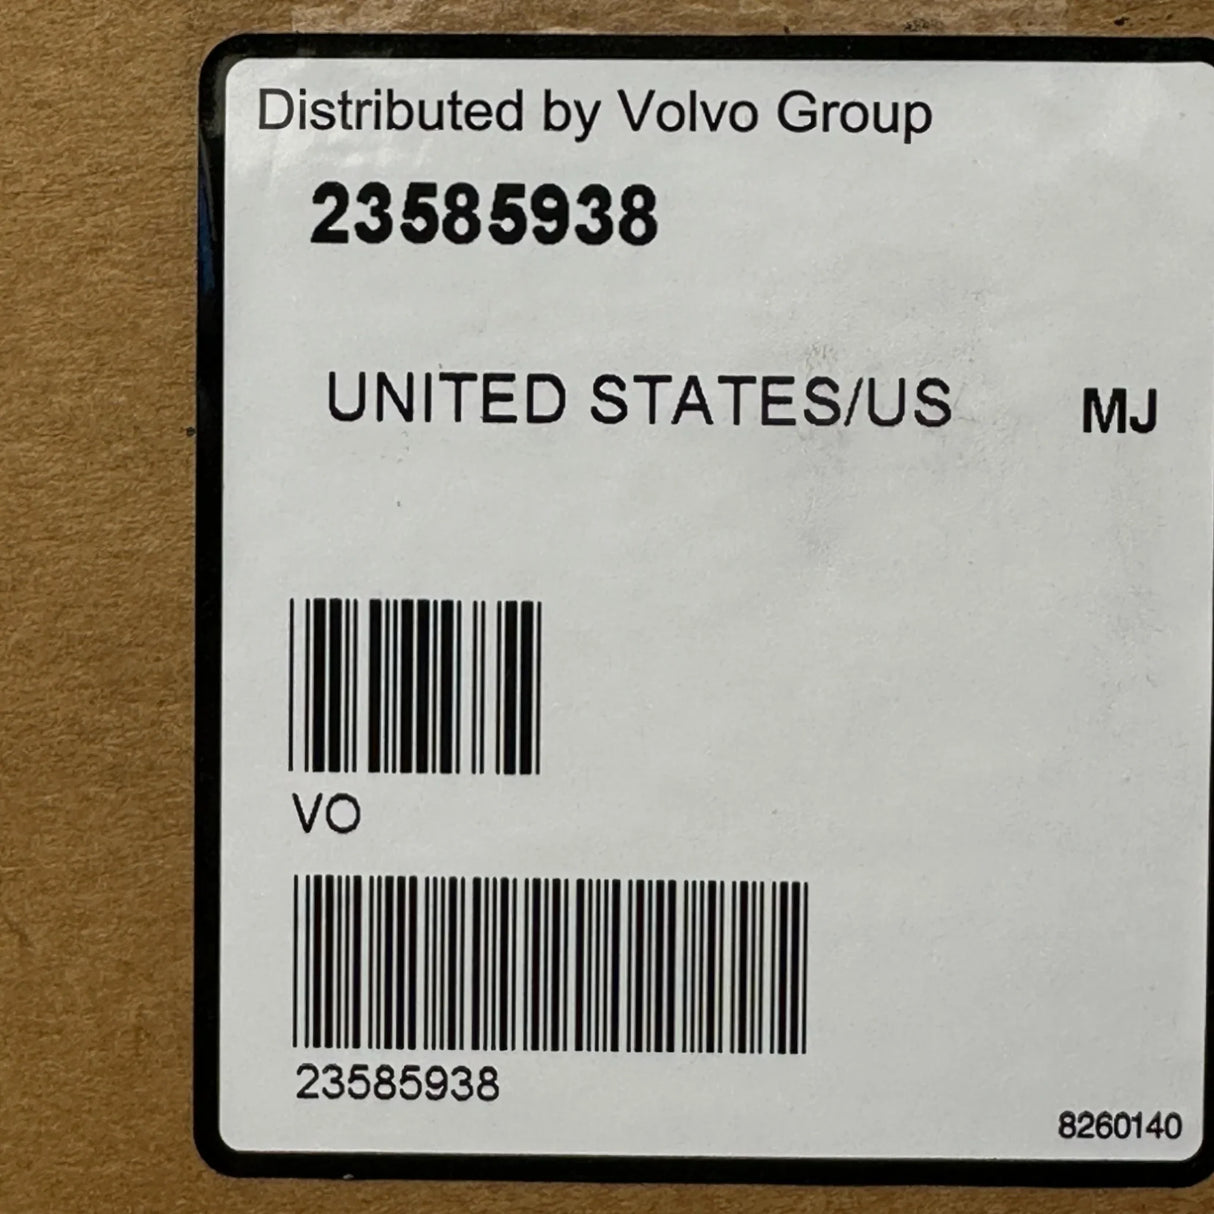 Distributed by Volvo Group
23585938
UNITED STATES/US MJ
VO
23585938
8260140